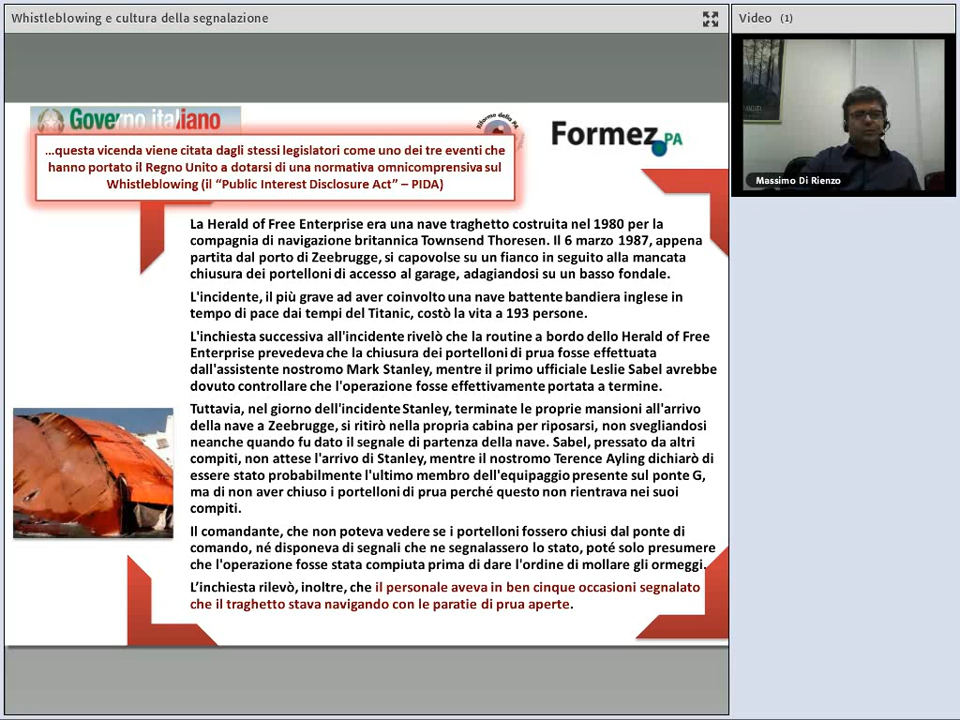 Whistleblowing e cultura della segnalazione
Video (1)
Governo italiano
Riforme della PA
Formez PA
...questa vicenda viene citata dagli stessi legislatori come uno dei tre eventi che
hanno portato il Regno Unito a dotarsi di una normativa omnicomprensiva sul
Whistleblowing (il “Public Interest Disclosure Act” – PIDA)
Massimo Di Rienzo
La Herald of Free Enterprise era una nave traghetto costruita nel 1980 per la
compagnia di navigazione britannica Townsend Thoresen. Il 6 marzo 1987, appena
partita dal porto di Zeebrugge, si capovolse su un fianco in seguito alla mancata
chiusura dei portelloni di accesso al garage, adagiandosi su un basso fondale.
L'incidente, il più grave ad aver coinvolto una nave battente bandiera inglese in
tempo di pace dai tempi del Titanic, costò la vita a 193 persone.
L'inchiesta successiva all'incidente rivelò che la routine a bordo dello Herald of Free
Enterprise prevedeva che la chiusura dei portelloni di prua fosse effettuata
dall'assistente nostromo Mark Stanley, mentre il primo ufficiale Leslie Sabel avrebbe
dovuto controllare che l'operazione fosse effettivamente portata a termine.
Tuttavia, nel giorno dell'incidente Stanley, terminate le proprie mansioni all'arrivo
della nave a Zeebrugge, si ritirò nella propria cabina per riposarsi, non svegliandosi
neanche quando fu dato il segnale di partenza della nave. Sabel, pressato da altri
compiti, non attese l'arrivo di Stanley, mentre il nostromo Terence Ayling dichiarò di
essere stato probabilmente l'ultimo membro dell'equipaggio presente sul ponte G,
ma di non aver chiuso i portelloni di prua perché questo non rientrava nei suoi
compiti.
Il comandante, che non poteva vedere se i portelloni fossero chiusi dal ponte di
comando, né disponeva di segnali che ne segnalassero lo stato, poté solo presumere
che l'operazione fosse stata compiuta prima di dare l'ordine di mollare gli ormeggi.
L’inchiesta rilevò, inoltre, che il personale aveva in ben cinque occasioni segnalato
che il traghetto stava navigando con le paratie di prua aperte.